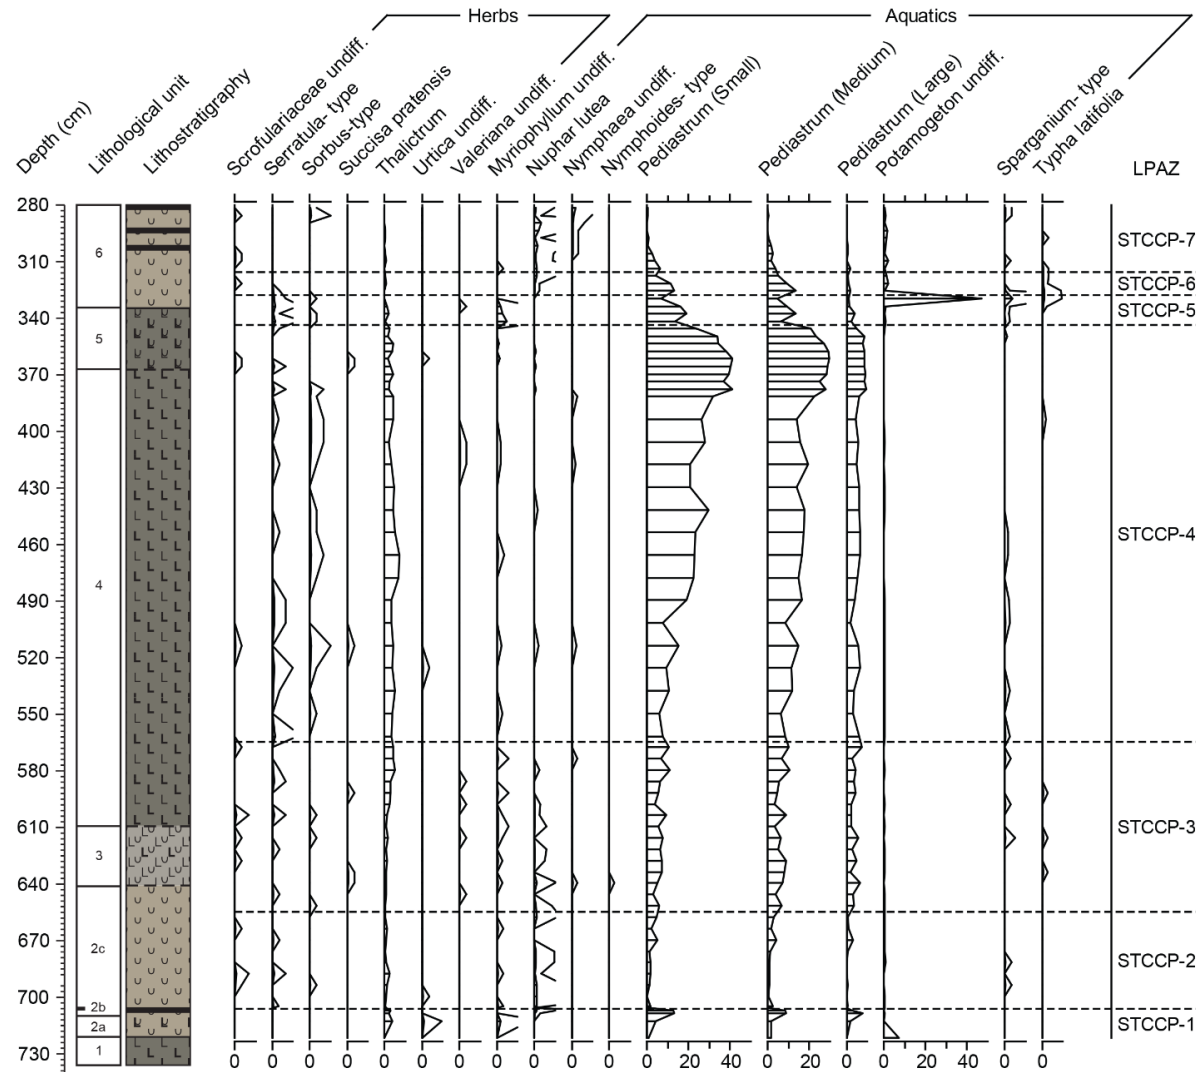 Herbs
Aquatics
Depth (cm)
Lithological unit
Lithostratigraphy
Scrofulariaceae undiff.
Serratula- type
Sorbus-type
Succisa pratensis
Thalictrum
Urtica undiff.
Valeriana undiff.
Myriophyllum undiff.
Nuphar lutea
Nymphaea undiff.
Nymphoides- type
Pediastrum (Small)
Pediastrum (Medium)
Pediastrum (Large)
Potamogeton undiff.
Sparganium- type
Typha latifolia
LPAZ
280
310
340
370
400
430
460
490
520
550
580
610
640
670
700
730
6
5
4
3
2c
2b
2a
1
STCCP-7
STCCP-6
STCCP-5
STCCP-4
STCCP-3
STCCP-2
STCCP-1
0 0 0 0 0 0 0 0 0 0 0 0 20 40 0 20 0 0 20 40 0 0